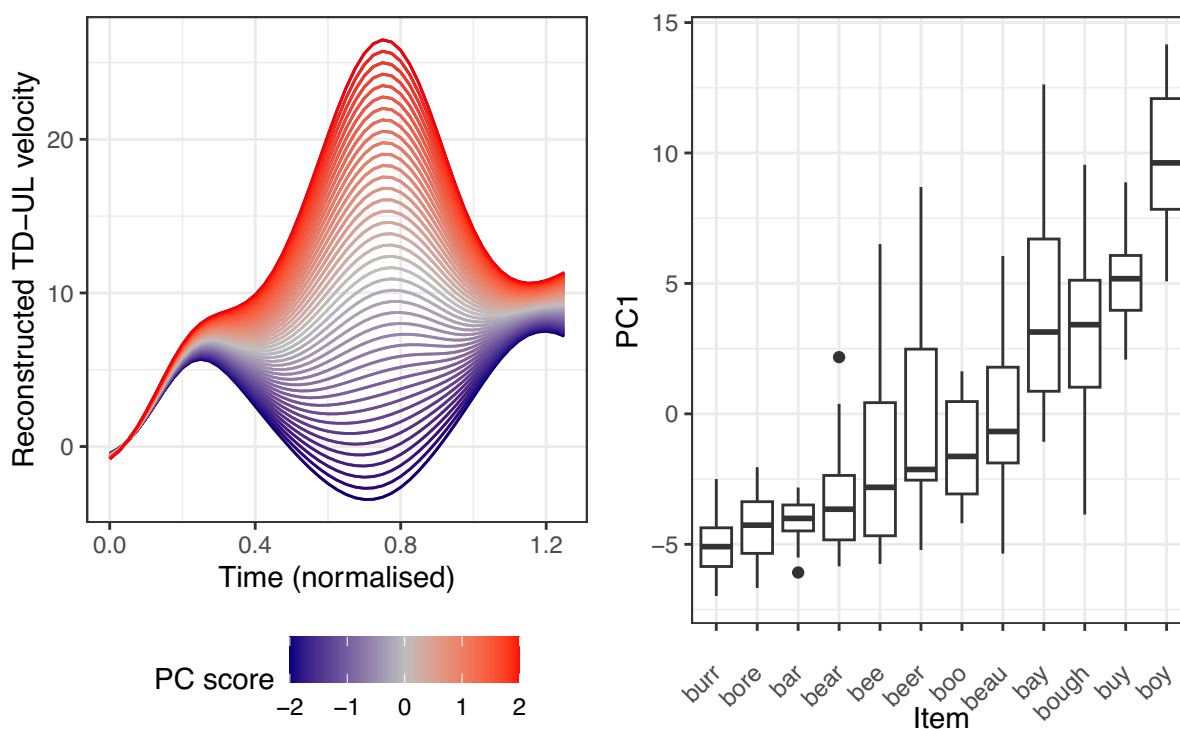 Reconstructed TD−UL velocity
20
10
0
0.0 0.4 0.8 1.2
Time (normalised)
PC score
−2 −1 0 1 2
PC1
15
10
5
0
−5
burr bore bar bear bee beer boo beau bay bough buy boy
Item